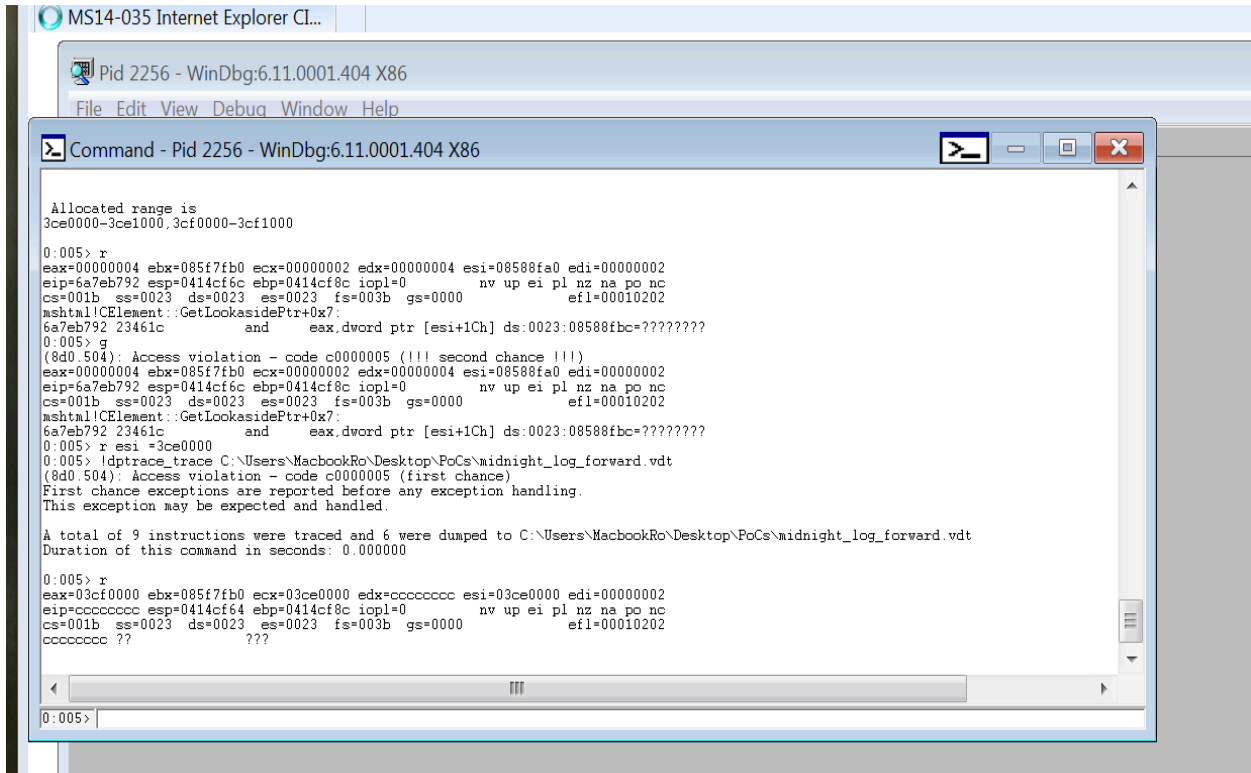 MS14-035 Internet Explorer CI...
Pid 2256 - WinDbg:6.11.0001.404 X86
File Edit View Debug Window Help
Command - Pid 2256 - WinDbg:6.11.0001.404 X86
Allocated range is
3ce0000-3ce1000,3cf0000-3cf1000
0:005> r
eax=00000004 ebx=085f7fb0 ecx=00000002 edx=00000004 esi=08588fa0 edi=00000002
eip=6a7eb792 esp=0414cf6c ebp=0414cf8c iopl=0 nv up ei pl nz na po nc
cs=001b ss=0023 ds=0023 es=0023 fs=003b gs=0000 efl=00010202
mshtml!CElement::GetLookasidePtr+0x7:
6a7eb792 23461c and eax,dword ptr [esi+1Ch] ds:0023:08588fbc=????????
0:005> g
(8d0.504): Access violation - code c0000005 (!!! second chance !!!)
eax=00000004 ebx=085f7fb0 ecx=00000002 edx=00000004 esi=08588fa0 edi=00000002
eip=6a7eb792 esp=0414cf6c ebp=0414cf8c iopl=0 nv up ei pl nz na po nc
cs=001b ss=0023 ds=0023 es=0023 fs=003b gs=0000 efl=00010202
mshtml!CElement::GetLookasidePtr+0x7:
6a7eb792 23461c and eax,dword ptr [esi+1Ch] ds:0023:08588fbc=????????
0:005> r esi =3ce0000
0:005> !dptrace_trace C:\Users\MacbookRo\Desktop\PoCs\midnight_log_forward.vdt
(8d0.504): Access violation - code c0000005 (first chance)
First chance exceptions are reported before any exception handling.
This exception may be expected and handled.
A total of 9 instructions were traced and 6 were dumped to C:\Users\MacbookRo\Desktop\PoCs\midnight_log_forward.vdt
Duration of this command in seconds: 0.000000
0:005> r
eax=03cf0000 ebx=085f7fb0 ecx=03ce0000 edx=cccccccc esi=03ce0000 edi=00000002
eip=cccccccc esp=0414cf64 ebp=0414cf8c iopl=0 nv up ei pl nz na po nc
cs=001b ss=0023 ds=0023 es=0023 fs=003b gs=0000 efl=00010202
cccccccc ?? ???
0:005>